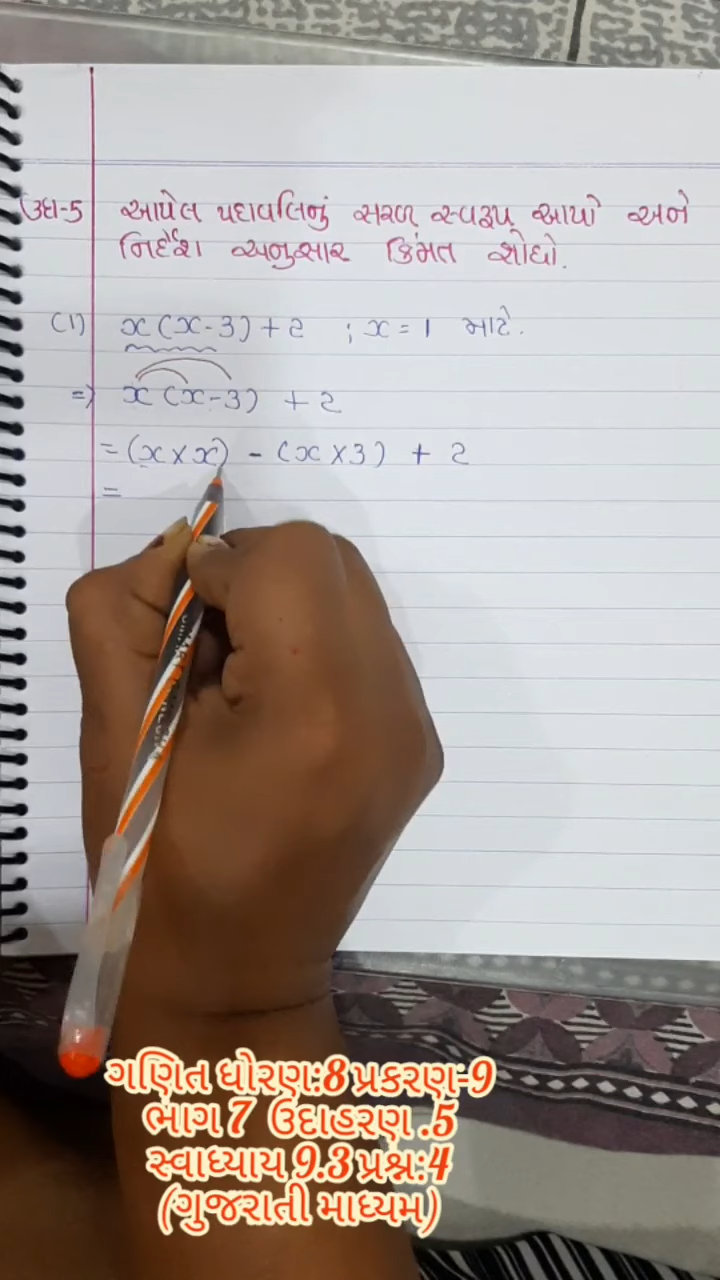 ઉદા-5 આપેલ પદાવલિનું સરળ સ્વરૂપ આપો અને
નિર્દેશ અનુસાર કિંમત શોધો.
(1) x(x-3)+2 ; x=1 માટે.
=> x(x-3) + 2
= (x×x) - (x×3) + 2
=
ગણિત ધોરણ:8 પ્રકરણ:-9
ભાગ 7 ઉદાહરણ .5
સ્વાધ્યાય 9.3 પ્રશ્ન:4
(ગુજરાતી માધ્યમ)